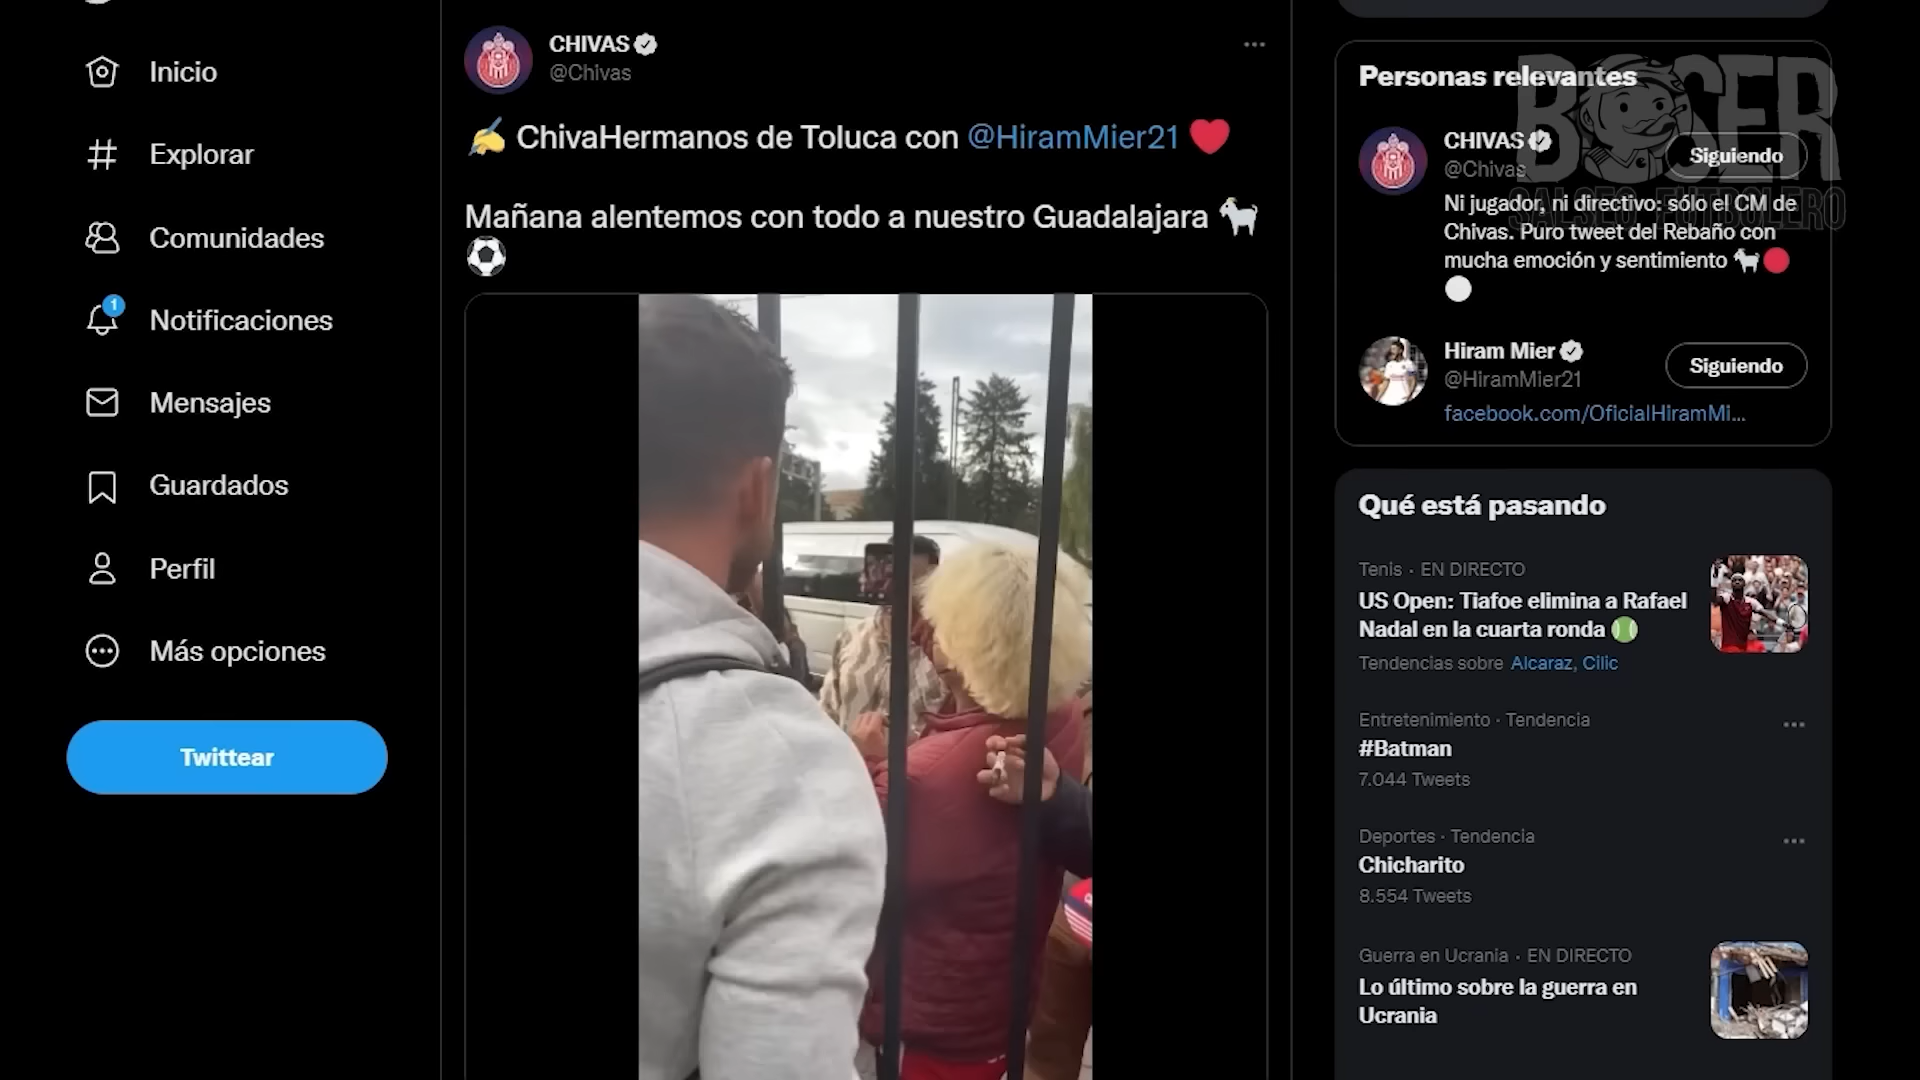 Inicio
Explorar
Comunidades
1
Notificaciones
Mensajes
Guardados
Perfil
Más opciones
Twittear
CHIVAS
@Chivas
✍️ ChivaHermanos de Toluca con @HiramMier21 ❤️
Mañana alentemos con todo a nuestro Guadalajara 🐐
⚽
Personas relevantes
BOSER
SALSEO FUTBOLERO
CHIVAS
@Chivas
Siguiendo
Ni jugador, ni directivo: sólo el CM de
Chivas. Puro tweet del Rebaño con
mucha emoción y sentimiento 🐐🔴
⚪
Hiram Mier
@HiramMier21
Siguiendo
facebook.com/OficialHiramMi...
Qué está pasando
Tenis · EN DIRECTO
US Open: Tiafoe elimina a Rafael
Nadal en la cuarta ronda 🎾
Tendencias sobre Alcaraz, Cilic
Entretenimiento · Tendencia
#Batman
7.044 Tweets
Deportes · Tendencia
Chicharito
8.554 Tweets
Guerra en Ucrania · EN DIRECTO
Lo último sobre la guerra en
Ucrania